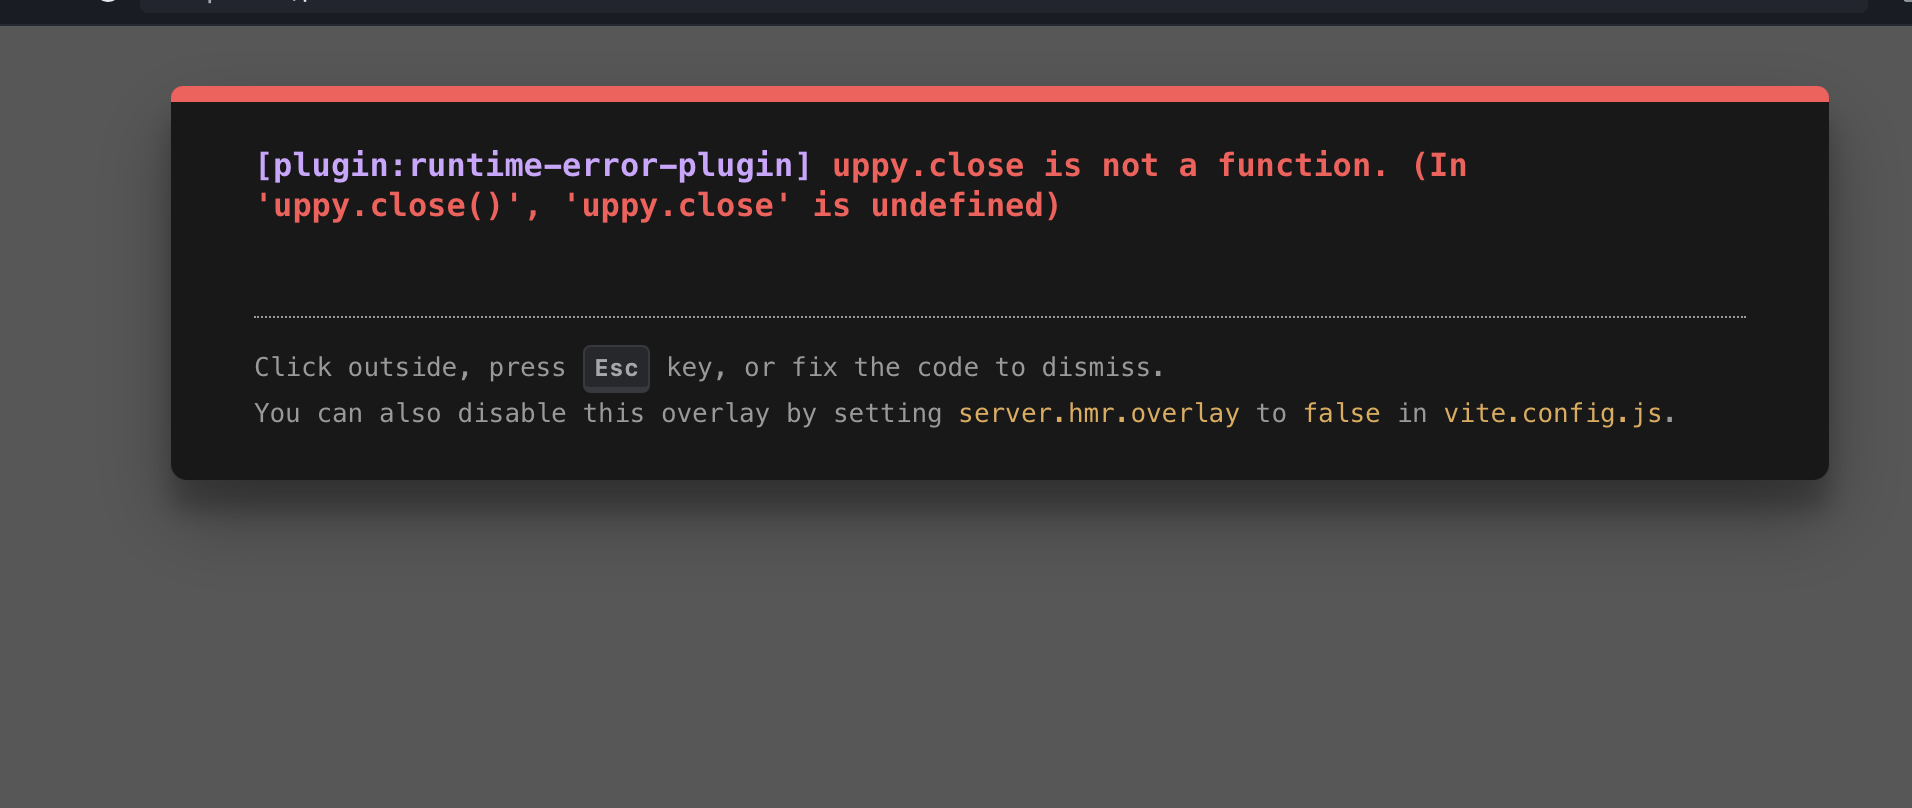 [plugin:runtime-error-plugin] uppy.close is not a function. (In
'uppy.close()', 'uppy.close' is undefined)
Click outside, press Esc key, or fix the code to dismiss.
You can also disable this overlay by setting server.hmr.overlay to false in vite.config.js.